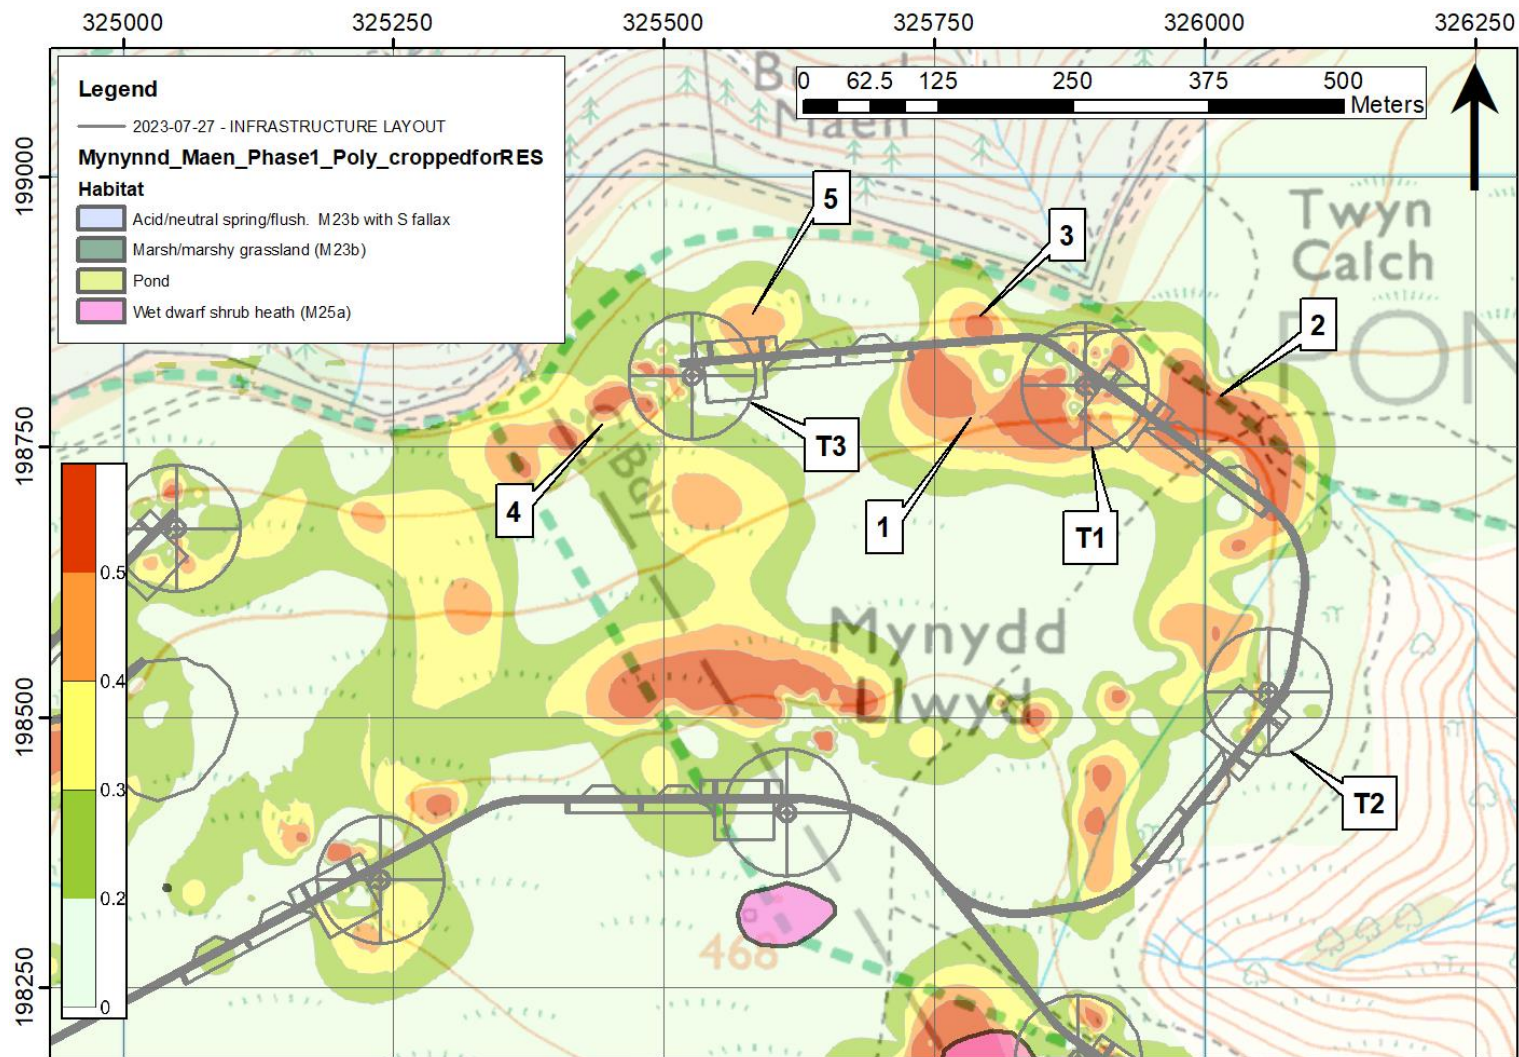 325000 325250 325500 325750 326000 326250
Legend
2023-07-27 - INFRASTRUCTURE LAYOUT
Mynynnd_Maen_Phase1_Poly_croppedforRES
Habitat
Acid/neutral spring/flush. M23b with S fallax
Marsh/marshy grassland (M23b)
Pond
Wet dwarf shrub heath (M25a)
0 62.5 125 250 375 500
Meters
Maen
199000
5
3
Twyn
Calch
PON
2
T3
198750
Bdy
4
1
T1
0.5
Mynydd
Llwyd
0.4
198500
0.3
T2
0.2
468
198250
0